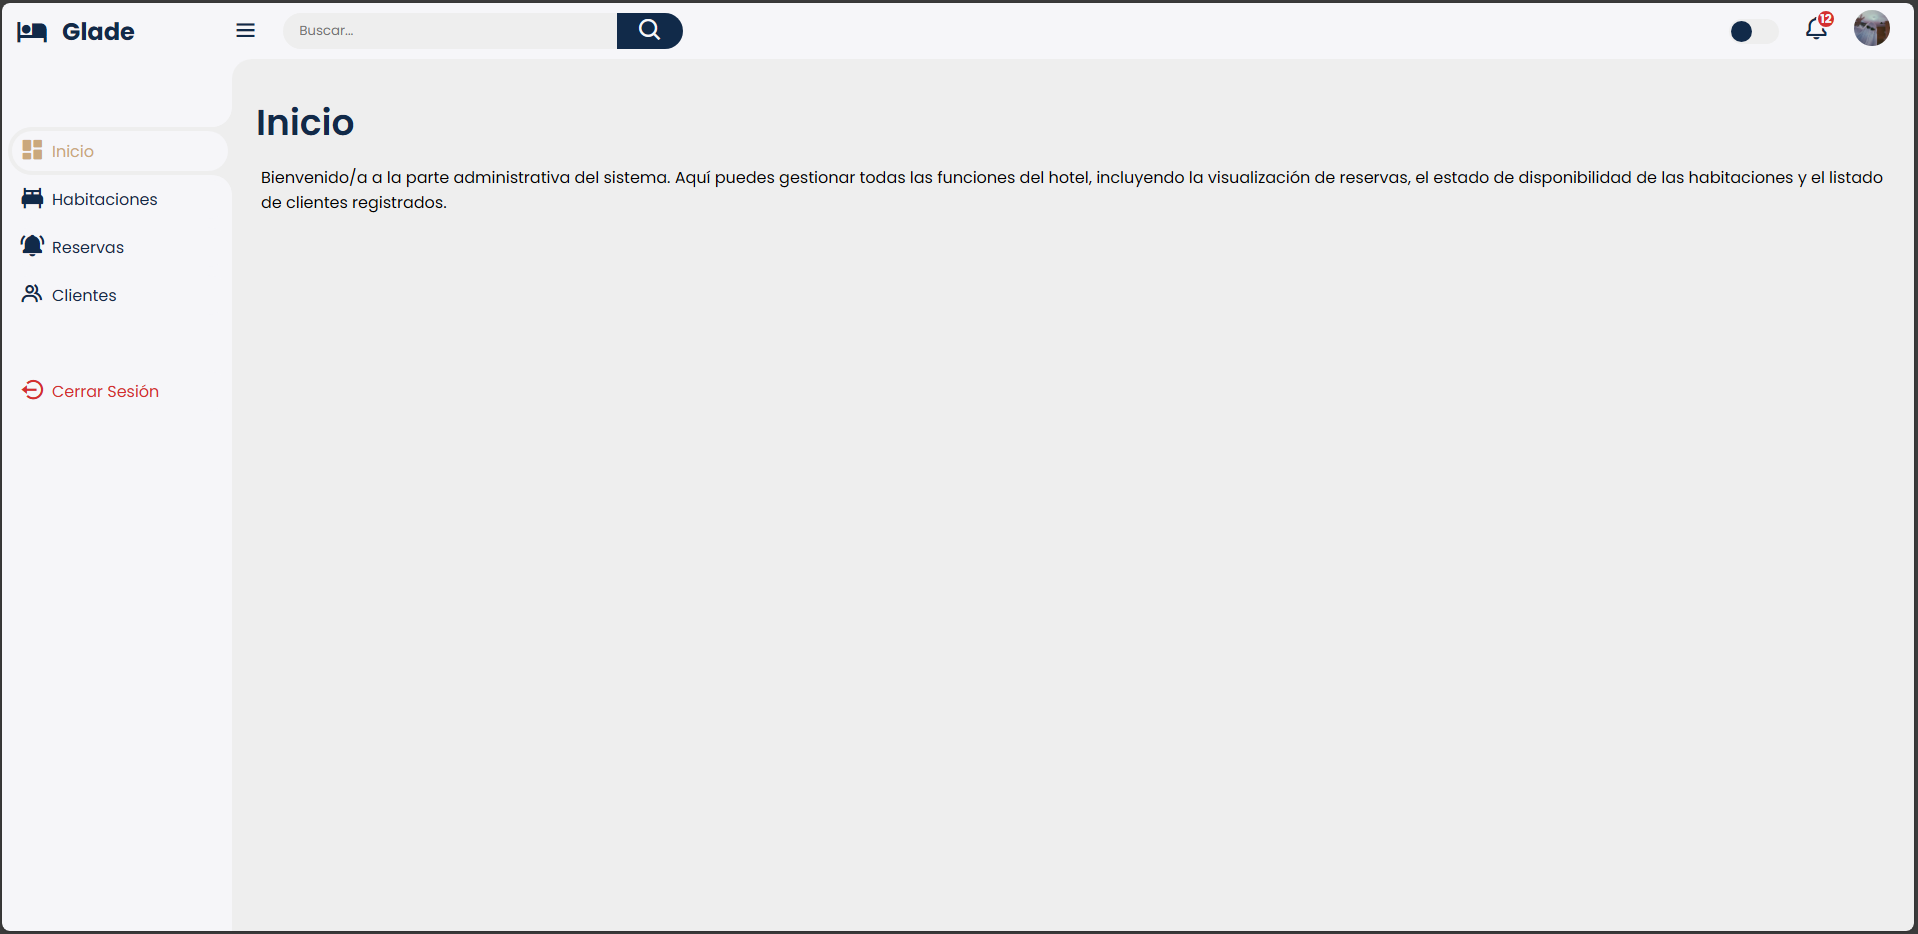 Glade
Buscar...
12
Inicio
Habitaciones
Reservas
Clientes
Cerrar Sesión
Inicio
Bienvenido/a a la parte administrativa del sistema. Aquí puedes gestionar todas las funciones del hotel, incluyendo la visualización de reservas, el estado de disponibilidad de las habitaciones y el listado
de clientes registrados.